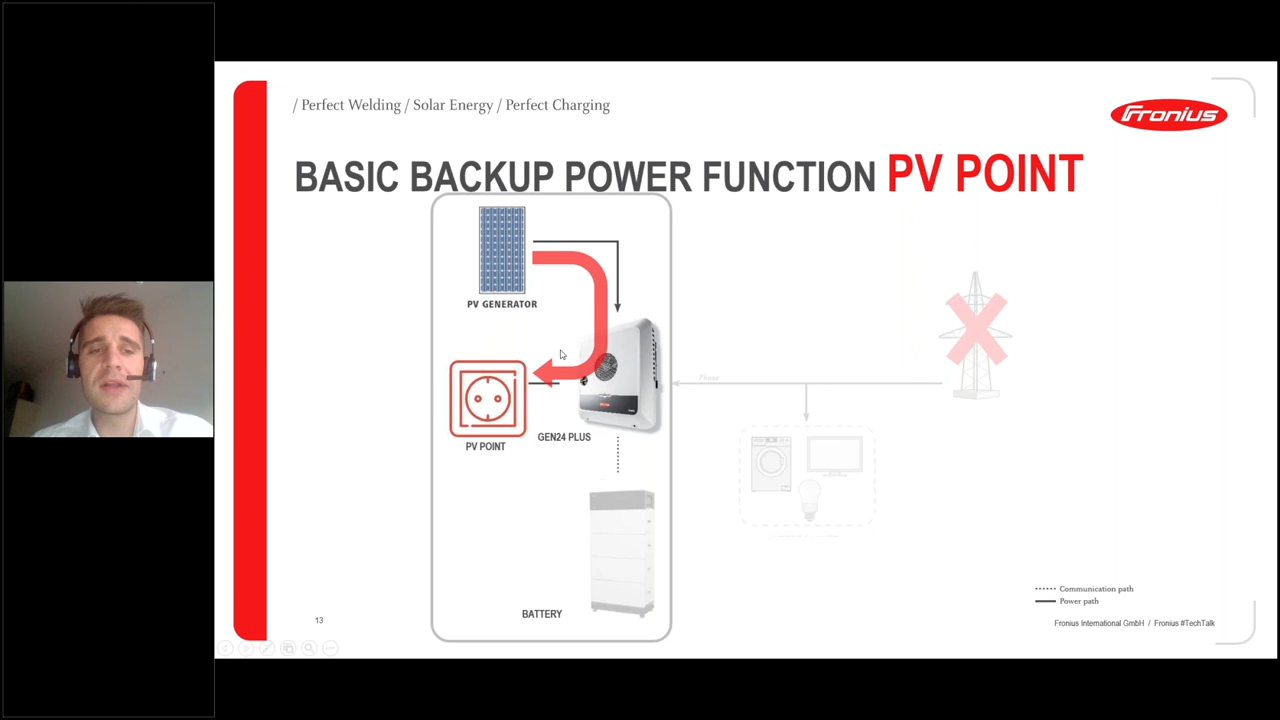 / Perfect Welding / Solar Energy / Perfect Charging
Fronius
BASIC BACKUP POWER FUNCTION PV POINT
PV GENERATOR
Phase
PV POINT
GEN24 PLUS
BATTERY
Communication path
Power path
13
Fronius International GmbH / Fronius #TechTalk